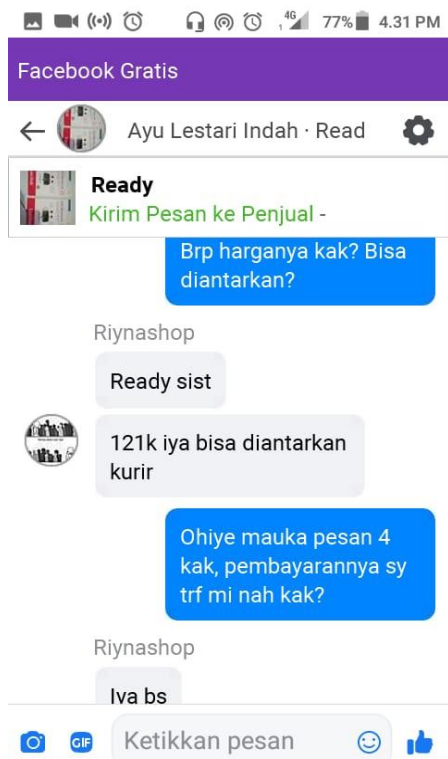 4G 77% 4.31 PM
Facebook Gratis
Ayu Lestari Indah · Read
Ready
Kirim Pesan ke Penjual -
Brp harganya kak? Bisa
diantarkan?
Riynashop
Ready sist
121k iya bisa diantarkan
kurir
Ohiye mauka pesan 4
kak, pembayarannya sy
trf mi nah kak?
Riynashop
Iya bs
GIF Ketikkan pesan